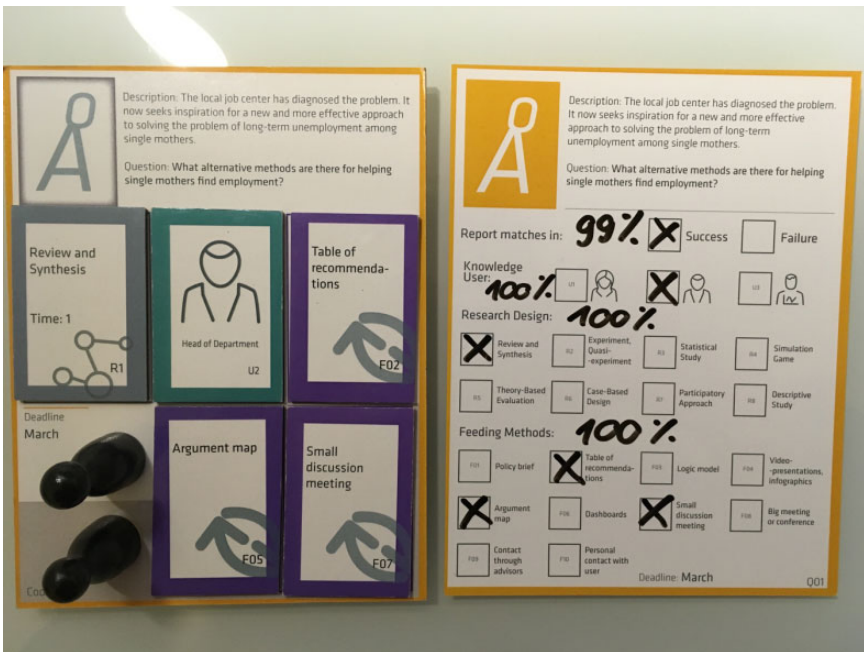 Description: The local job center has diagnosed the problem. It
now seeks inspiration for a new and more effective approach
to solving the problem of long-term unemployment among
single mothers.
Question: What alternative methods are there for helping
single mothers find employment?
Review and
Synthesis
Time: 1
R1
Head of Department
U2
Table of
recommenda-
tions
F02
Deadline
March
Argument map
F05
Small
discussion
meeting
F07
Description: The local job center has diagnosed the problem.
It now seeks inspiration for a new and more effective
approach to solving the problem of long-term
unemployment among single mothers.
Question: What alternative methods are there for helping
single mothers find employment?
Report matches in: 99% X Success Failure
Knowledge
User: 100% U1 X U3
Research Design: 100%
X Review and
Synthesis
R2 Experiment,
Quasi-
-experiment
R3 Statistical
Study
R4 Simulation
Game
R5 Theory-Based
Evaluation
R6 Case-Based
Design
R7 Participatory
Approach
R8 Descriptive
Study
Feeding Methods: 100%
F01 Policy brief
X Table of
recommenda-
tions
F03 Logic model
F04 Video-
-presentations,
infographics
X Argument
map
F06 Dashboards
X Small
discussion
meeting
F08 Big meeting
or conference
F09 Contact
through
advisors
F10 Personal
contact with
user
Deadline: March
Q01